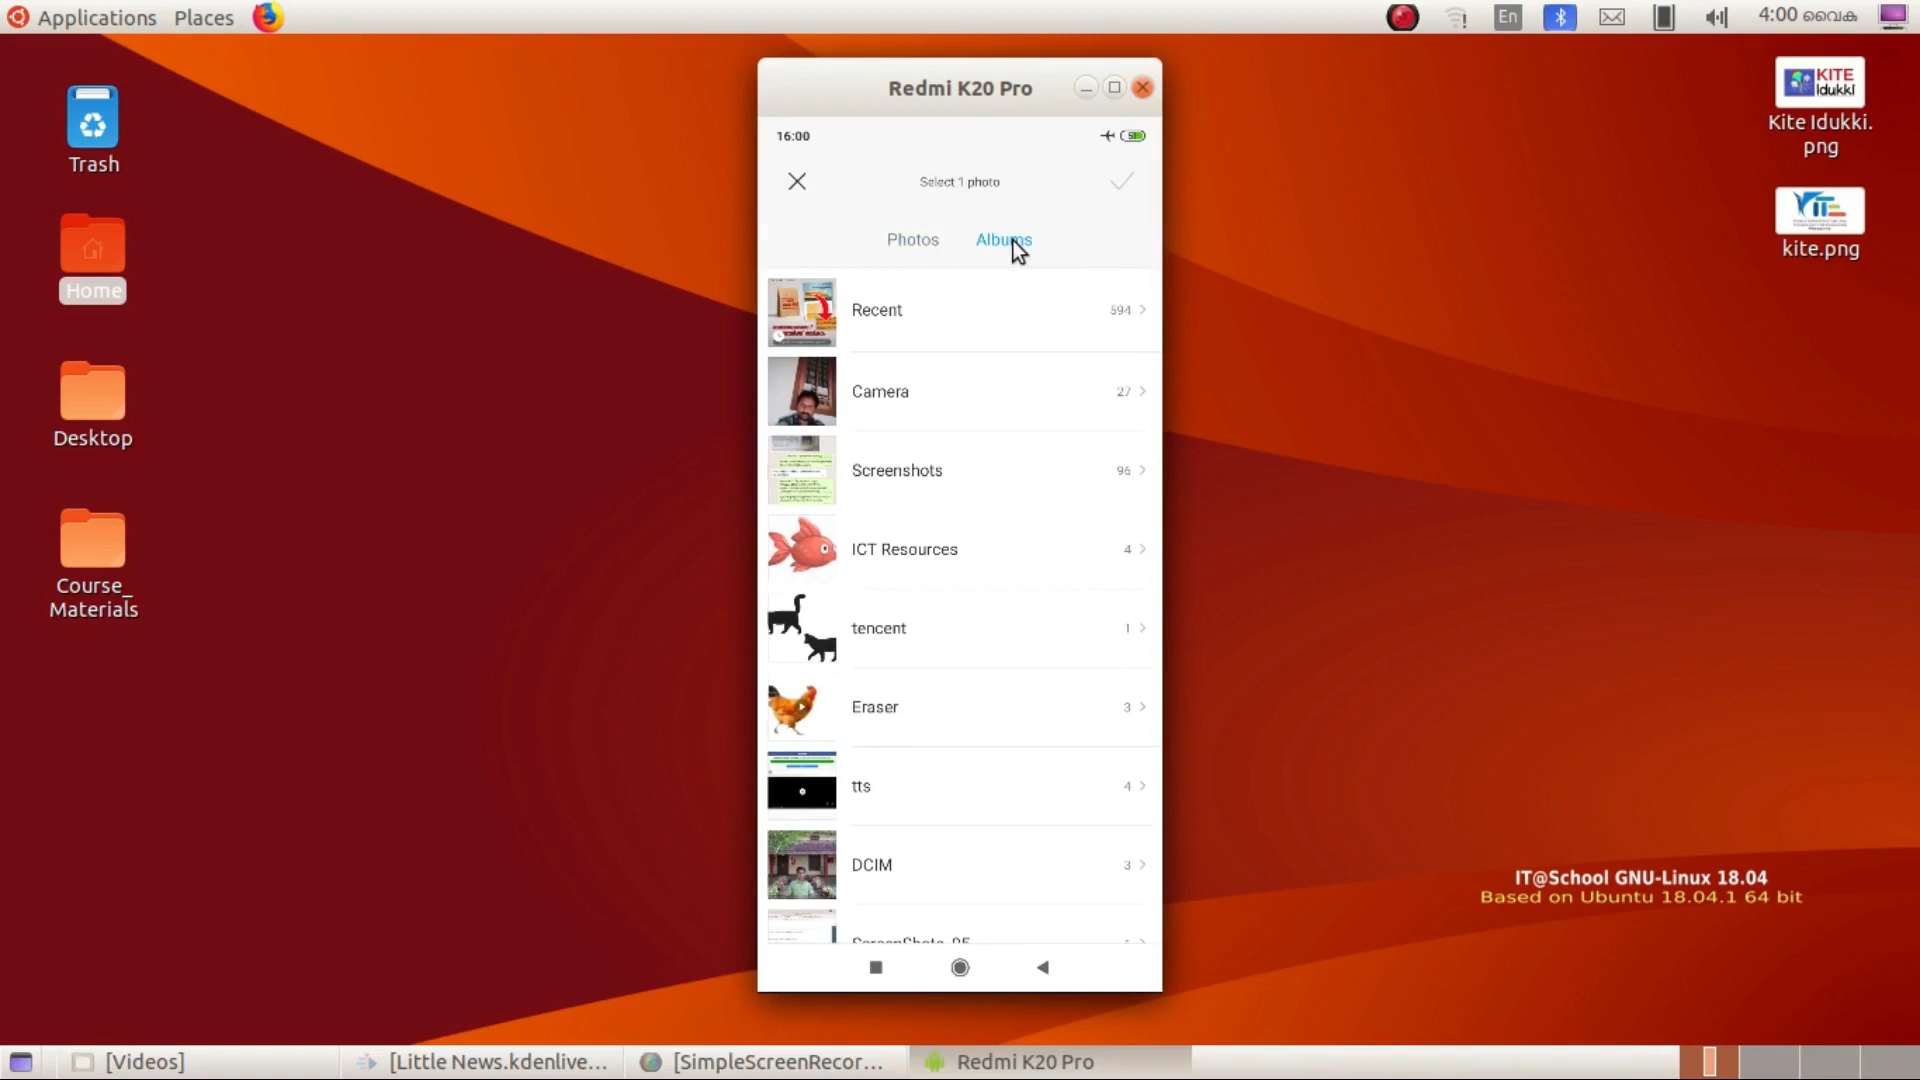 Applications Places
En
4:00 വൈകു
Trash
Home
Desktop
Course_
Materials
KITE
Idukki
Kite Idukki.
png
kite.png
Redmi K20 Pro
16:00
Select 1 photo
Photos Albums
Recent 594
Camera 27
Screenshots 96
ICT Resources 4
tencent 1
Eraser 3
tts 4
DCIM 3
IT@School GNU-Linux 18.04
Based on Ubuntu 18.04.1 64 bit
[Videos] [Little News.kdenlive... [SimpleScreenRecor... Redmi K20 Pro